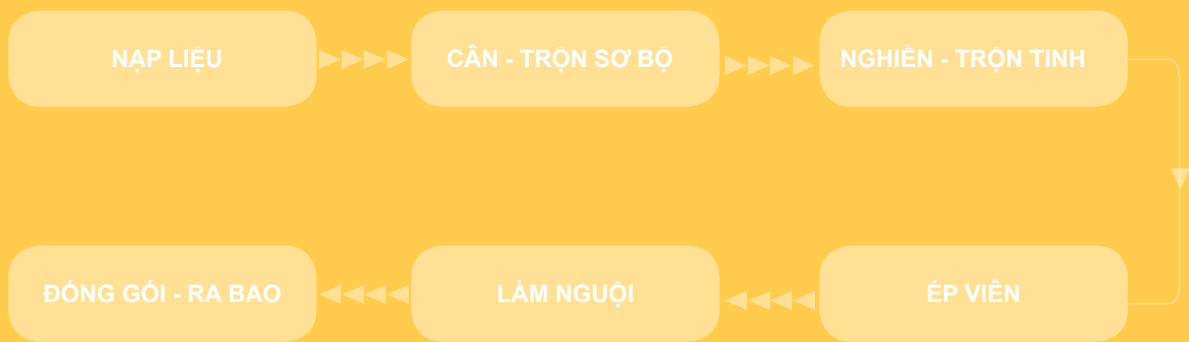 NẠP LIỆU
CÂN - TRỘN SƠ BỘ
NGHIỀN - TRỘN TINH
ÉP VIÊN
LÀM NGUỘI
ĐÓNG GÓI - RA BAO